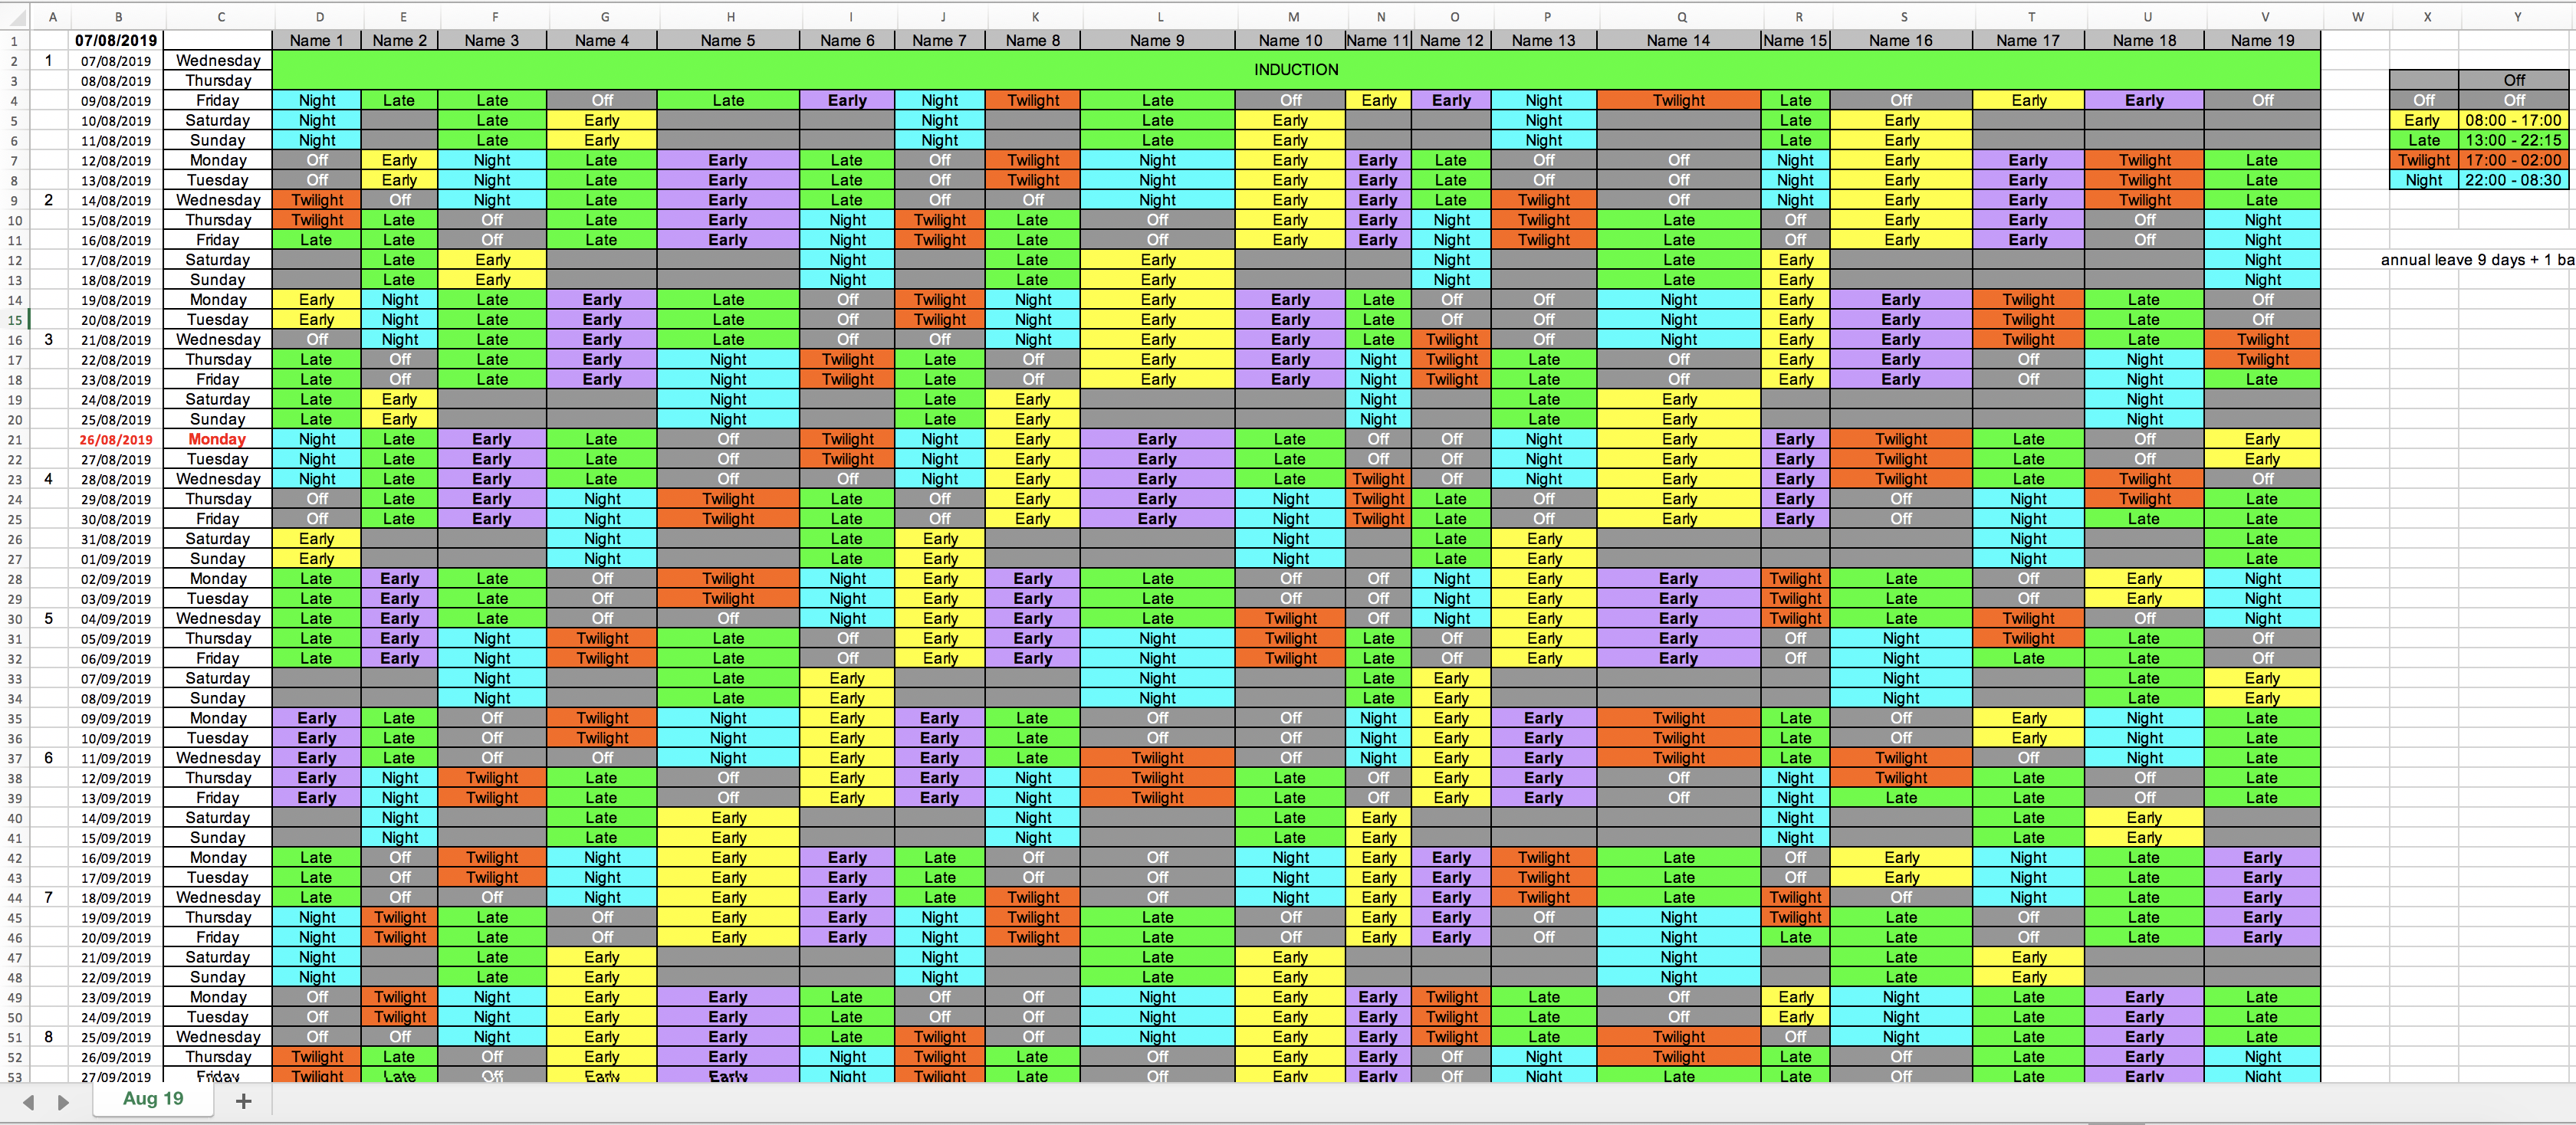 A B C D E F G H I J K L M N O P Q R S T U V W X Y
1 07/08/2019 Name 1 Name 2 Name 3 Name 4 Name 5 Name 6 Name 7 Name 8 Name 9 Name 10 Name 11 Name 12 Name 13 Name 14 Name 15 Name 16 Name 17 Name 18 Name 19
2 1 07/08/2019 Wednesday
INDUCTION
3 08/08/2019 Thursday Off
4 09/08/2019 Friday Night Late Late Off Late Early Night Twilight Late Off Early Early Night Twilight Late Off Early Early Off Off Off
5 10/08/2019 Saturday Night Late Early Night Late Early Night Late Early Early 08:00 - 17:00
6 11/08/2019 Sunday Night Late Early Night Late Early Night Late Early Late 13:00 - 22:15
7 12/08/2019 Monday Off Early Night Late Early Late Off Twilight Night Early Early Late Off Off Night Early Early Twilight Late Twilight 17:00 - 02:00
8 13/08/2019 Tuesday Off Early Night Late Early Late Off Twilight Night Early Early Late Off Off Night Early Early Twilight Late Night 22:00 - 08:30
9 2 14/08/2019 Wednesday Twilight Off Night Late Early Late Off Off Night Early Early Late Twilight Off Night Early Early Twilight Late
10 15/08/2019 Thursday Twilight Late Off Late Early Night Twilight Late Off Early Early Night Twilight Late Off Early Early Off Night
11 16/08/2019 Friday Late Late Off Late Early Night Twilight Late Off Early Early Night Twilight Late Off Early Early Off Night
12 17/08/2019 Saturday Late Early Night Late Early Night Late Early Night annual leave 9 days + 1 ba
13 18/08/2019 Sunday Late Early Night Late Early Night Late Early Night
14 19/08/2019 Monday Early Night Late Early Late Off Twilight Night Early Early Late Off Off Night Early Early Twilight Late Off
15 20/08/2019 Tuesday Early Night Late Early Late Off Twilight Night Early Early Late Off Off Night Early Early Twilight Late Off
16 3 21/08/2019 Wednesday Off Night Late Early Late Off Off Night Early Early Late Twilight Off Night Early Early Twilight Late Twilight
17 22/08/2019 Thursday Late Off Late Early Night Twilight Late Off Early Early Night Twilight Late Off Early Early Off Night Twilight
18 23/08/2019 Friday Late Off Late Early Night Twilight Late Off Early Early Night Twilight Late Off Early Early Off Night Late
19 24/08/2019 Saturday Late Early Night Late Early Night Late Early Night
20 25/08/2019 Sunday Late Early Night Late Early Night Late Early Night
21 26/08/2019 Monday Night Late Early Late Off Twilight Night Early Early Late Off Off Night Early Early Twilight Late Off Early
22 27/08/2019 Tuesday Night Late Early Late Off Twilight Night Early Early Late Off Off Night Early Early Twilight Late Off Early
23 4 28/08/2019 Wednesday Night Late Early Late Off Off Night Early Early Late Twilight Off Night Early Early Twilight Late Twilight Off
24 29/08/2019 Thursday Off Late Early Night Twilight Late Off Early Early Night Twilight Late Off Early Early Off Night Twilight Late
25 30/08/2019 Friday Off Late Early Night Twilight Late Off Early Early Night Twilight Late Off Early Early Off Night Late Late
26 31/08/2019 Saturday Early Night Late Early Night Late Early Night Late
27 01/09/2019 Sunday Early Night Late Early Night Late Early Night Late
28 02/09/2019 Monday Late Early Late Off Twilight Night Early Early Late Off Off Night Early Early Twilight Late Off Early Night
29 03/09/2019 Tuesday Late Early Late Off Twilight Night Early Early Late Off Off Night Early Early Twilight Late Off Early Night
30 5 04/09/2019 Wednesday Late Early Late Off Off Night Early Early Late Twilight Off Night Early Early Twilight Late Twilight Off Night
31 05/09/2019 Thursday Late Early Night Twilight Late Off Early Early Night Twilight Late Off Early Early Off Night Twilight Late Off
32 06/09/2019 Friday Late Early Night Twilight Late Off Early Early Night Twilight Late Off Early Early Off Night Late Late Off
33 07/09/2019 Saturday Night Late Early Night Late Early Night Late Early
34 08/09/2019 Sunday Night Late Early Night Late Early Night Late Early
35 09/09/2019 Monday Early Late Off Twilight Night Early Early Late Off Off Night Early Early Twilight Late Off Early Night Late
36 10/09/2019 Tuesday Early Late Off Twilight Night Early Early Late Off Off Night Early Early Twilight Late Off Early Night Late
37 6 11/09/2019 Wednesday Early Late Off Off Night Early Early Late Twilight Off Night Early Early Twilight Late Twilight Off Night Late
38 12/09/2019 Thursday Early Night Twilight Late Off Early Early Night Twilight Late Off Early Early Off Night Twilight Late Off Late
39 13/09/2019 Friday Early Night Twilight Late Off Early Early Night Twilight Late Off Early Early Off Night Late Late Off Late
40 14/09/2019 Saturday Night Late Early Night Late Early Night Late Early
41 15/09/2019 Sunday Night Late Early Night Late Early Night Late Early
42 16/09/2019 Monday Late Off Twilight Night Early Early Late Off Off Night Early Early Twilight Late Off Early Night Late Early
43 17/09/2019 Tuesday Late Off Twilight Night Early Early Late Off Off Night Early Early Twilight Late Off Early Night Late Early
44 7 18/09/2019 Wednesday Late Off Off Night Early Early Late Twilight Off Night Early Early Twilight Late Twilight Off Night Late Early
45 19/09/2019 Thursday Night Twilight Late Off Early Early Night Twilight Late Off Early Early Off Night Twilight Late Off Late Early
46 20/09/2019 Friday Night Twilight Late Off Early Early Night Twilight Late Off Early Early Off Night Late Late Off Late Early
47 21/09/2019 Saturday Night Late Early Night Late Early Night Late Early
48 22/09/2019 Sunday Night Late Early Night Late Early Night Late Early
49 23/09/2019 Monday Off Twilight Night Early Early Late Off Off Night Early Early Twilight Late Off Early Night Late Early Late
50 24/09/2019 Tuesday Off Twilight Night Early Early Late Off Off Night Early Early Twilight Late Off Early Night Late Early Late
51 8 25/09/2019 Wednesday Off Off Night Early Early Late Twilight Off Night Early Early Twilight Late Twilight Off Night Late Early Late
52 26/09/2019 Thursday Twilight Late Off Early Early Night Twilight Late Off Early Early Off Night Twilight Late Off Late Early Night
53 27/09/2019 Friday Twilight Late Off Early Early Night Twilight Late Off Early Early Off Night Late Late Off Late Early Night
Aug 19 +